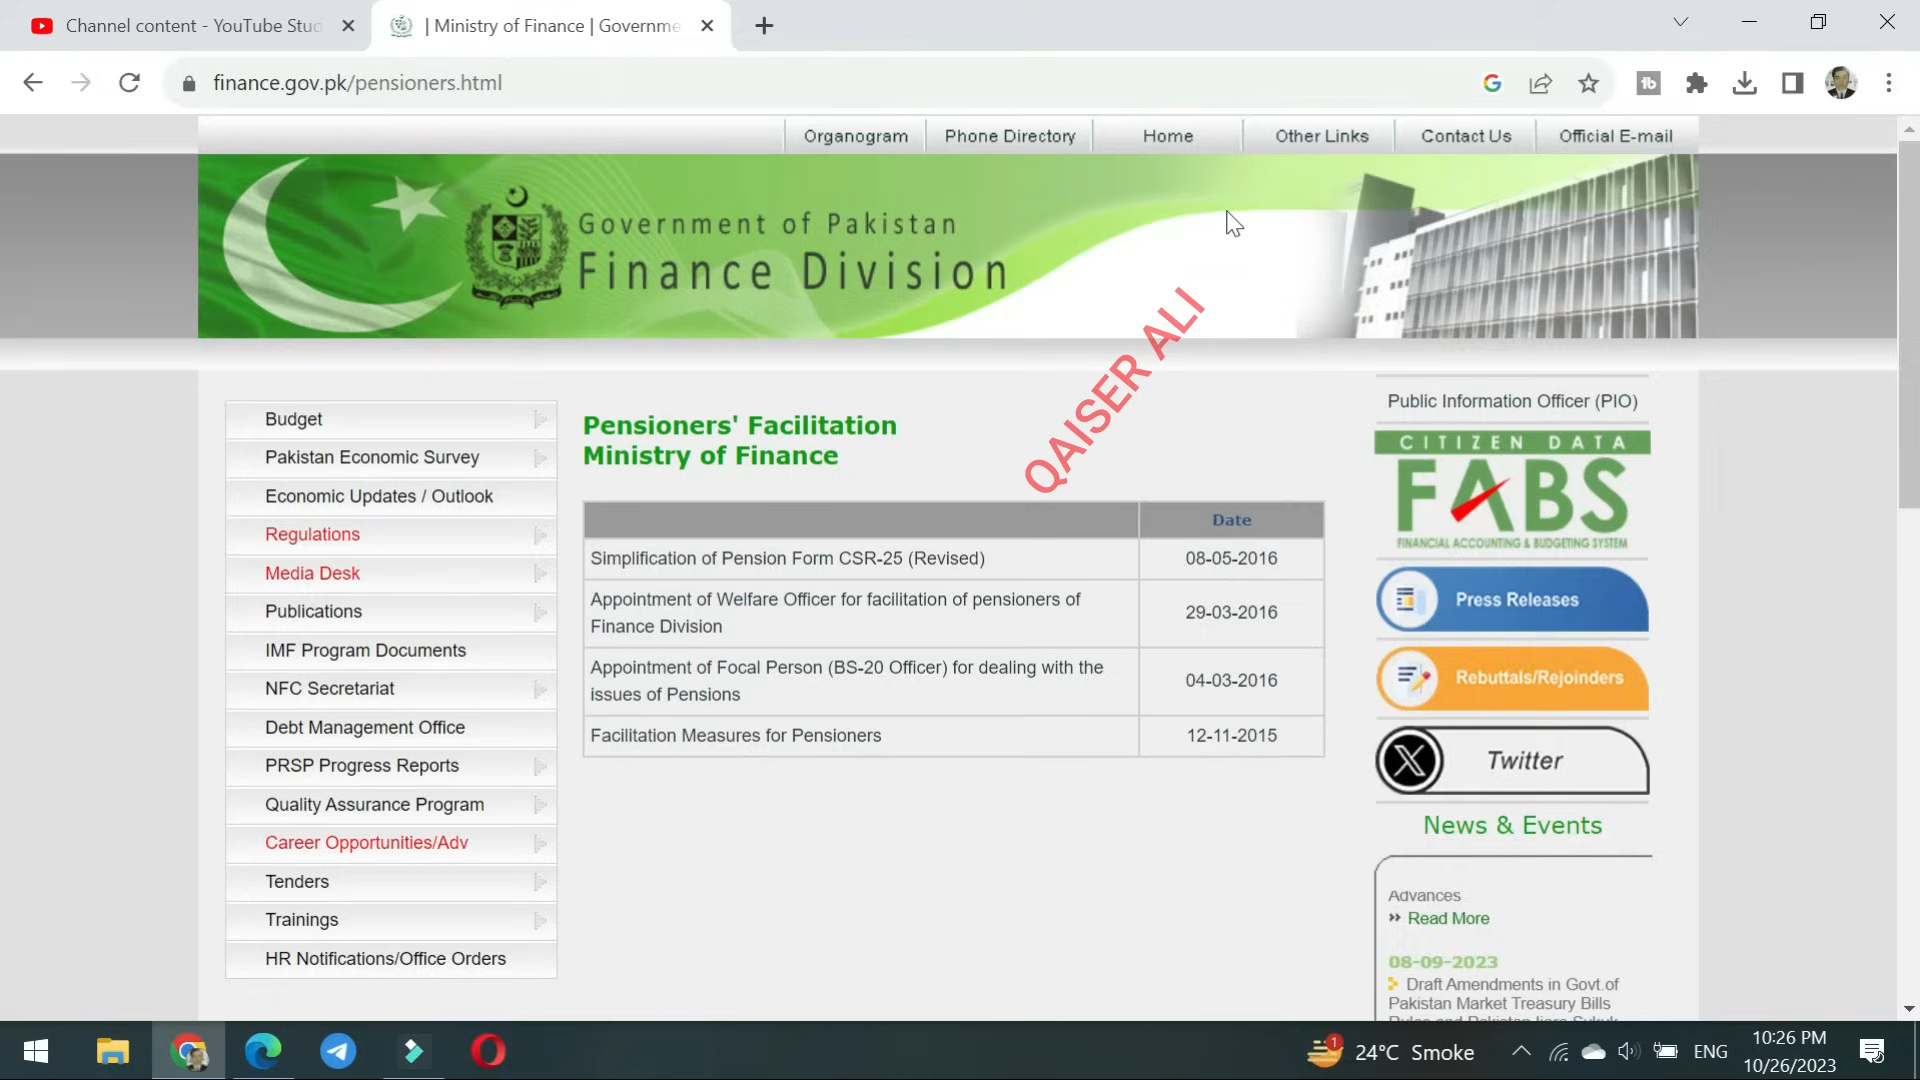 Channel content - YouTube Stud
| Ministry of Finance | Governme
finance.gov.pk/pensioners.html
Organogram
Phone Directory
Home
Other Links
Contact Us
Official E-mail
Government of Pakistan
Finance Division
QAISER ALI
Budget
Pakistan Economic Survey
Economic Updates / Outlook
Regulations
Media Desk
Publications
IMF Program Documents
NFC Secretariat
Debt Management Office
PRSP Progress Reports
Quality Assurance Program
Career Opportunities/Adv
Tenders
Trainings
HR Notifications/Office Orders
Pensioners' Facilitation
Ministry of Finance
Date
Simplification of Pension Form CSR-25 (Revised)
08-05-2016
Appointment of Welfare Officer for facilitation of pensioners of
Finance Division
29-03-2016
Appointment of Focal Person (BS-20 Officer) for dealing with the
issues of Pensions
04-03-2016
Facilitation Measures for Pensioners
12-11-2015
Public Information Officer (PIO)
CITIZEN DATA
FABS
FINANCIAL ACCOUNTING & BUDGETING SYSTEM
Press Releases
Rebuttals/Rejoinders
Twitter
News & Events
Advances
Read More
08-09-2023
Draft Amendments in Govt.of
Pakistan Market Treasury Bills
1
24°C Smoke
ENG
10:26 PM
10/26/2023